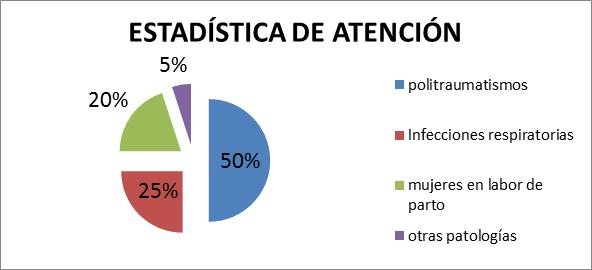 ESTADÍSTICA DE ATENCIÓN
5%
20%
50%
25%
politraumatismos
Infecciones respiratorias
mujeres en labor de
parto
otras patologías